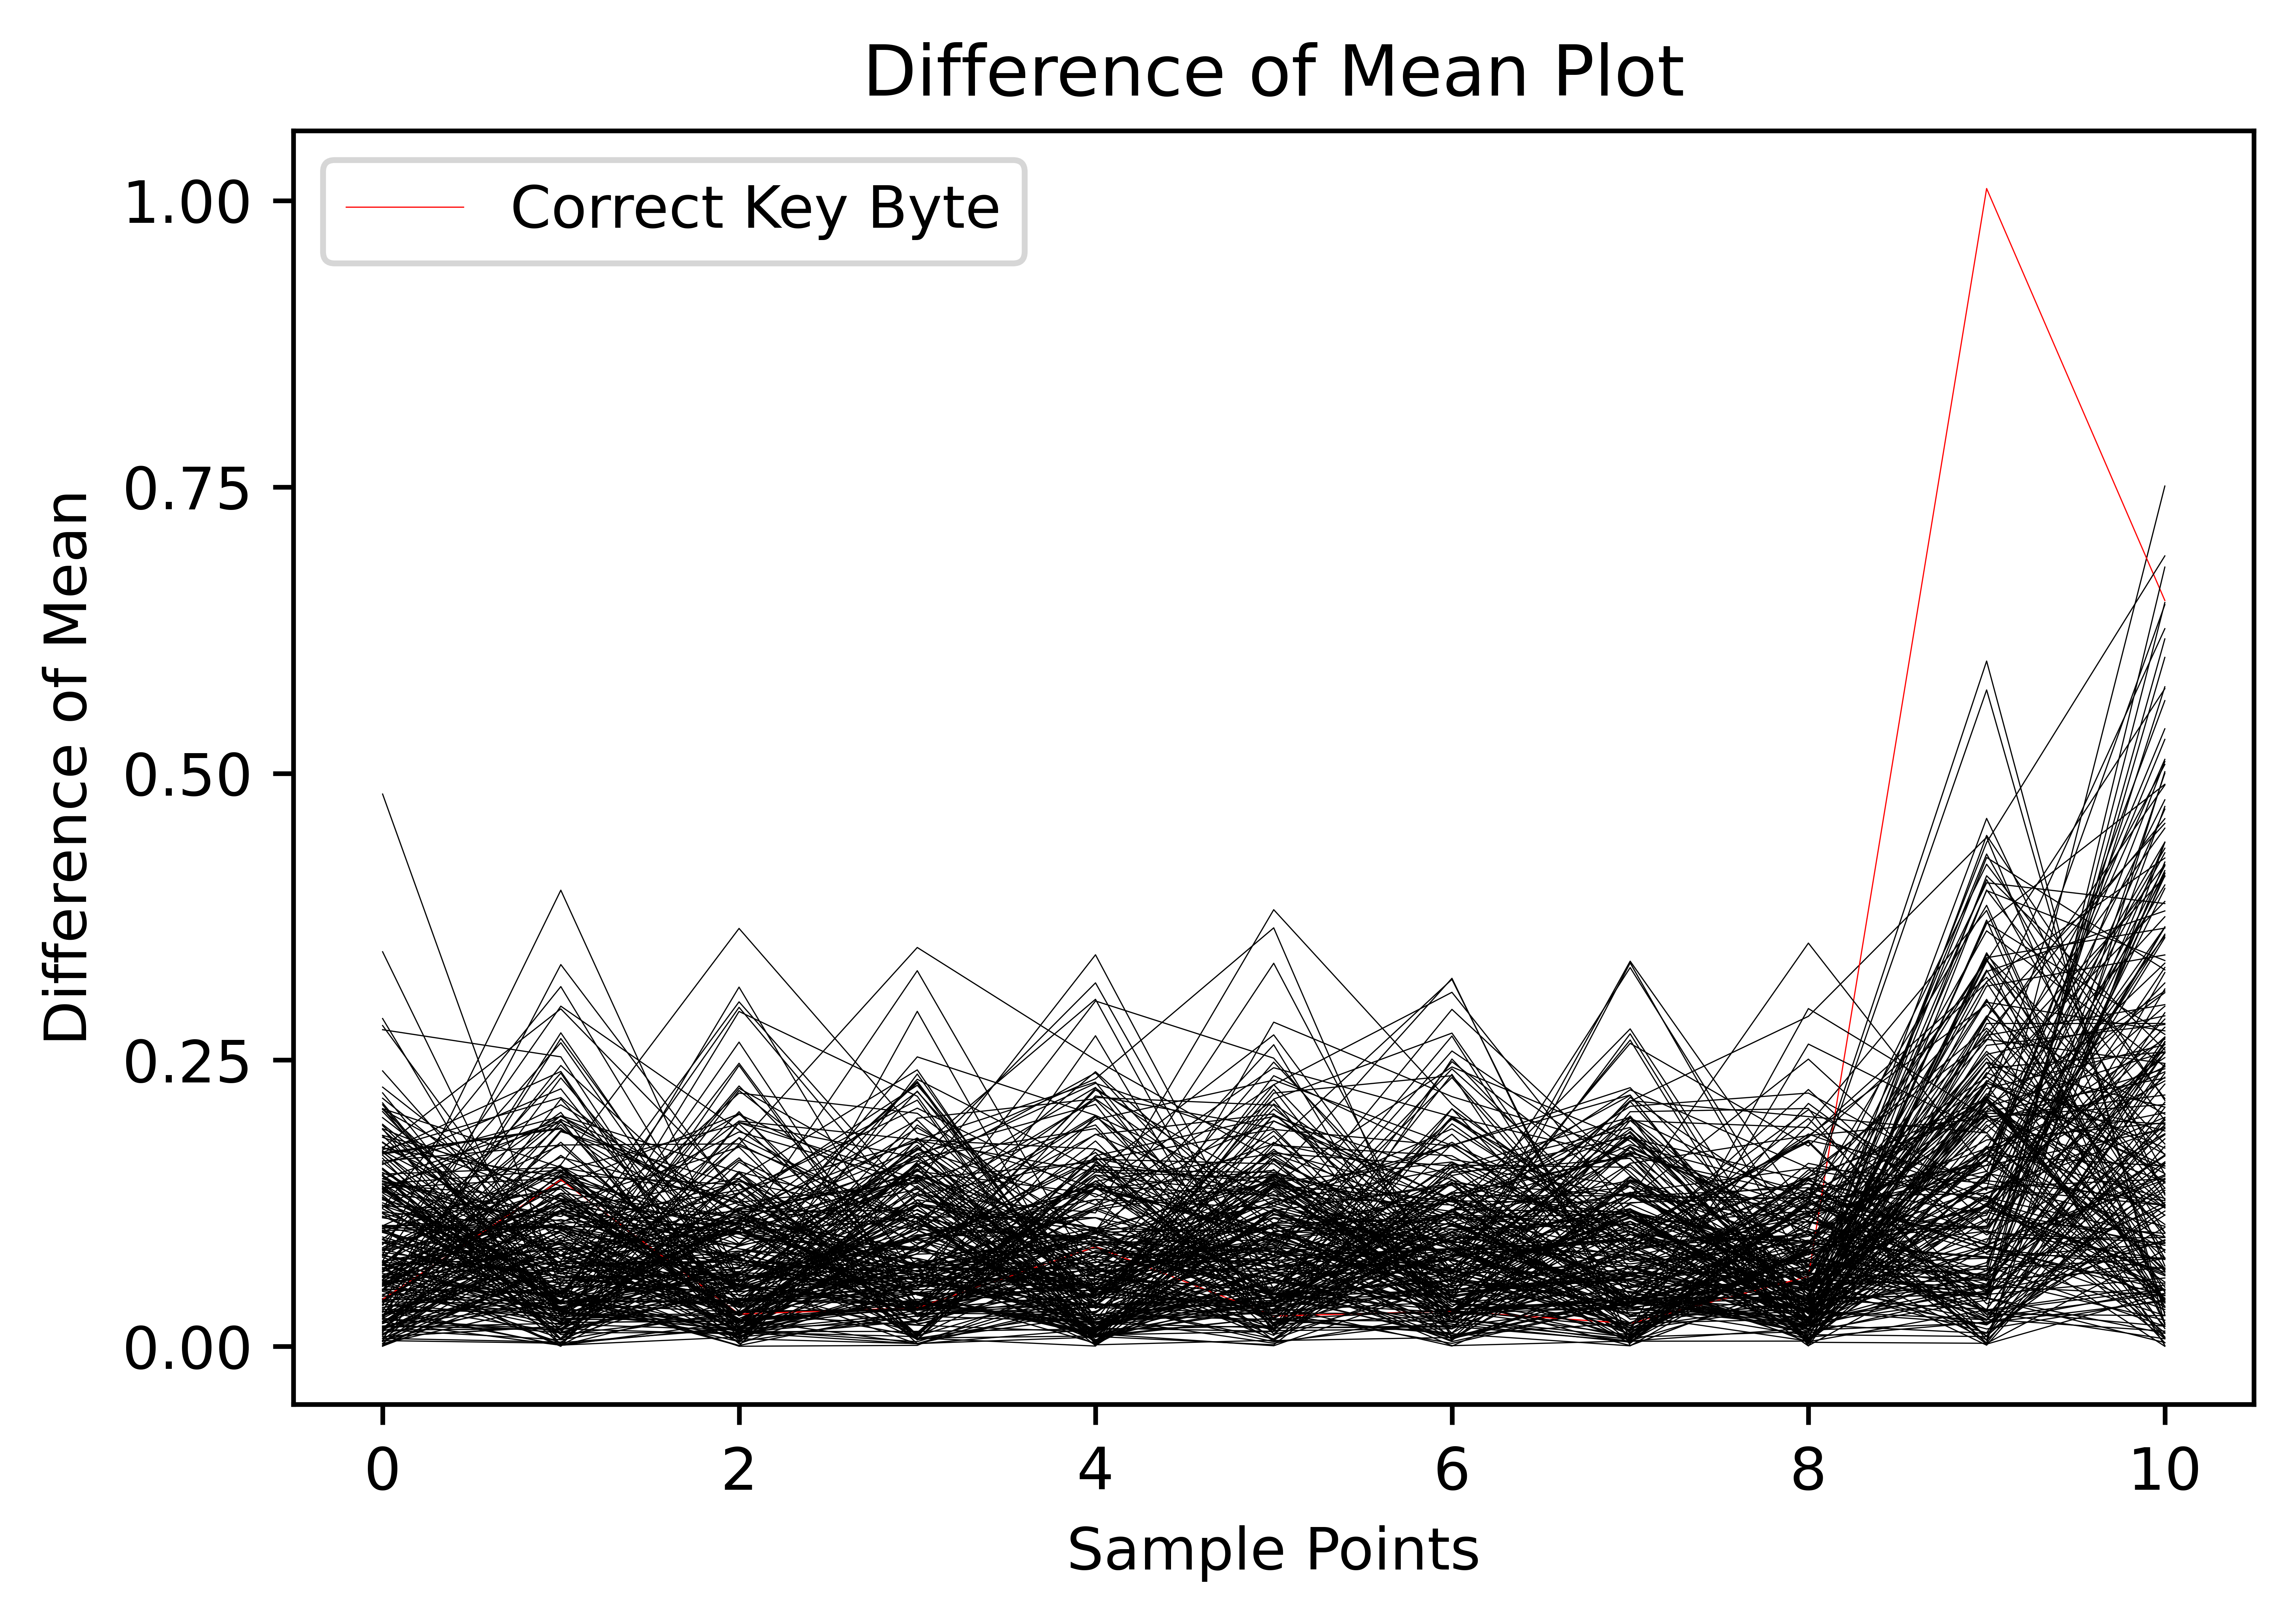 Difference of Mean Plot
Correct Key Byte
1.00
0.75
0.50
0.25
0.00
Difference of Mean
0 2 4 6 8 10
Sample Points